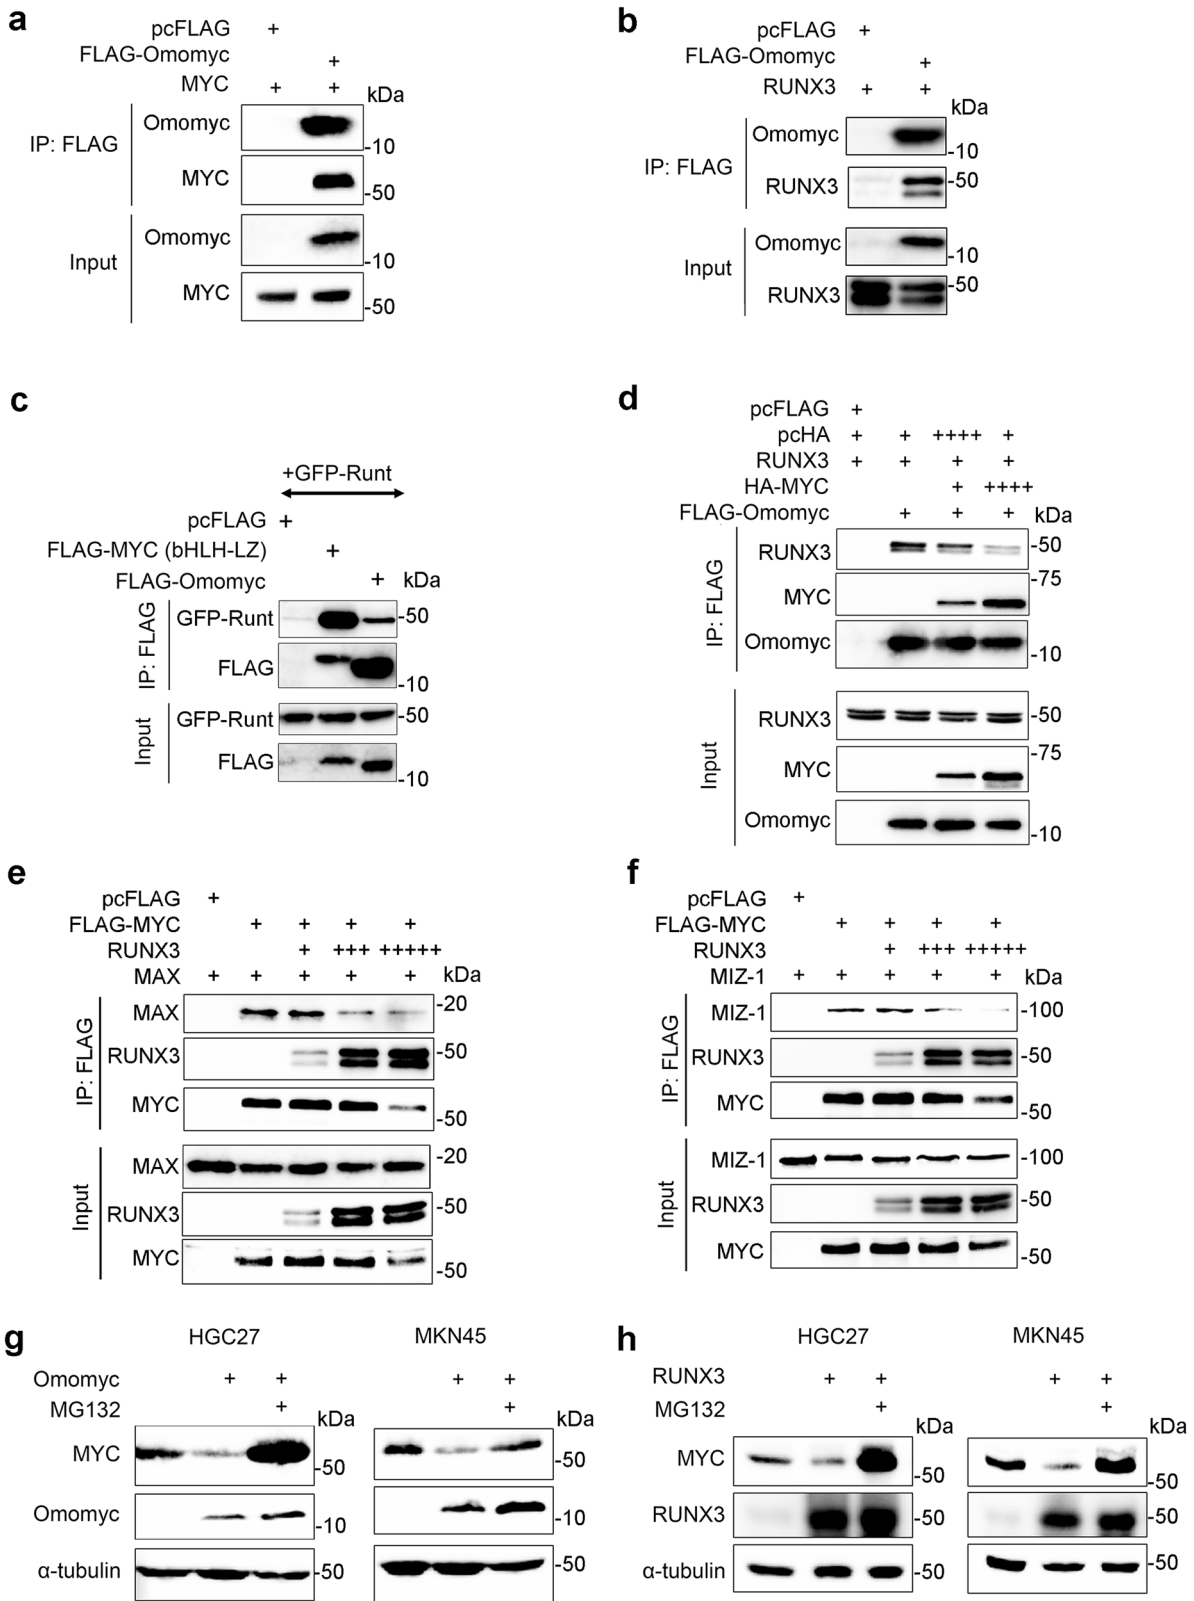 a
pcFLAG +
FLAG-Omomyc +
MYC + + kDa
IP: FLAG
Omomyc -10
MYC -50
Input
Omomyc -10
MYC -50
b
pcFLAG +
FLAG-Omomyc +
RUNX3 + +
kDa
IP: FLAG
Omomyc -10
RUNX3 -50
Input
Omomyc -10
RUNX3 -50
c
+GFP-Runt
pcFLAG +
FLAG-MYC (bHLH-LZ) +
FLAG-Omomyc + kDa
IP: FLAG
GFP-Runt -50
FLAG -10
Input
GFP-Runt -50
FLAG -10
d
pcFLAG +
pcHA + + ++++ +
RUNX3 + + + +
HA-MYC + ++++
FLAG-Omomyc + + + kDa
IP: FLAG
RUNX3 -50
-75
MYC
Omomyc -10
Input
RUNX3 -50
-75
MYC
Omomyc -10
e
pcFLAG +
FLAG-MYC + + + +
RUNX3 + +++ +++++
MAX + + + + + kDa
IP: FLAG
MAX -20
RUNX3 -50
MYC -50
Input
MAX -20
RUNX3 -50
MYC -50
f
pcFLAG +
FLAG-MYC + + + +
RUNX3 + +++ +++++
MIZ-1 + + + + + kDa
IP: FLAG
MIZ-1 -100
RUNX3 -50
MYC -50
Input
MIZ-1 -100
RUNX3 -50
MYC -50
g
HGC27 MKN45
Omomyc + + + +
MG132 + +
kDa kDa
MYC -50 -50
Omomyc -10 -10
α-tubulin -50 -50
h
HGC27 MKN45
RUNX3 + + + +
MG132 + +
kDa kDa
MYC -50 -50
RUNX3 -50 -50
α-tubulin -50 -50